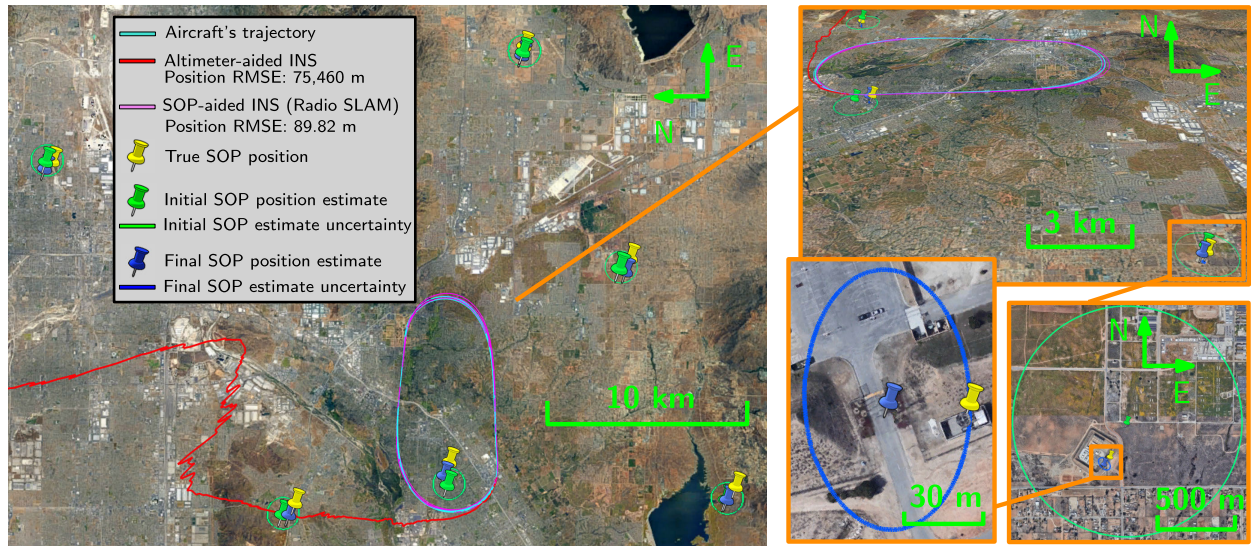 Aircraft's trajectory
Altimeter-aided INS
Position RMSE: 75,460 m
SOP-aided INS (Radio SLAM)
Position RMSE: 89.82 m
True SOP position
Initial SOP position estimate
Initial SOP estimate uncertainty
Final SOP position estimate
Final SOP estimate uncertainty
E
N
10 km
N
E
3 km
30 m
N
E
500 m